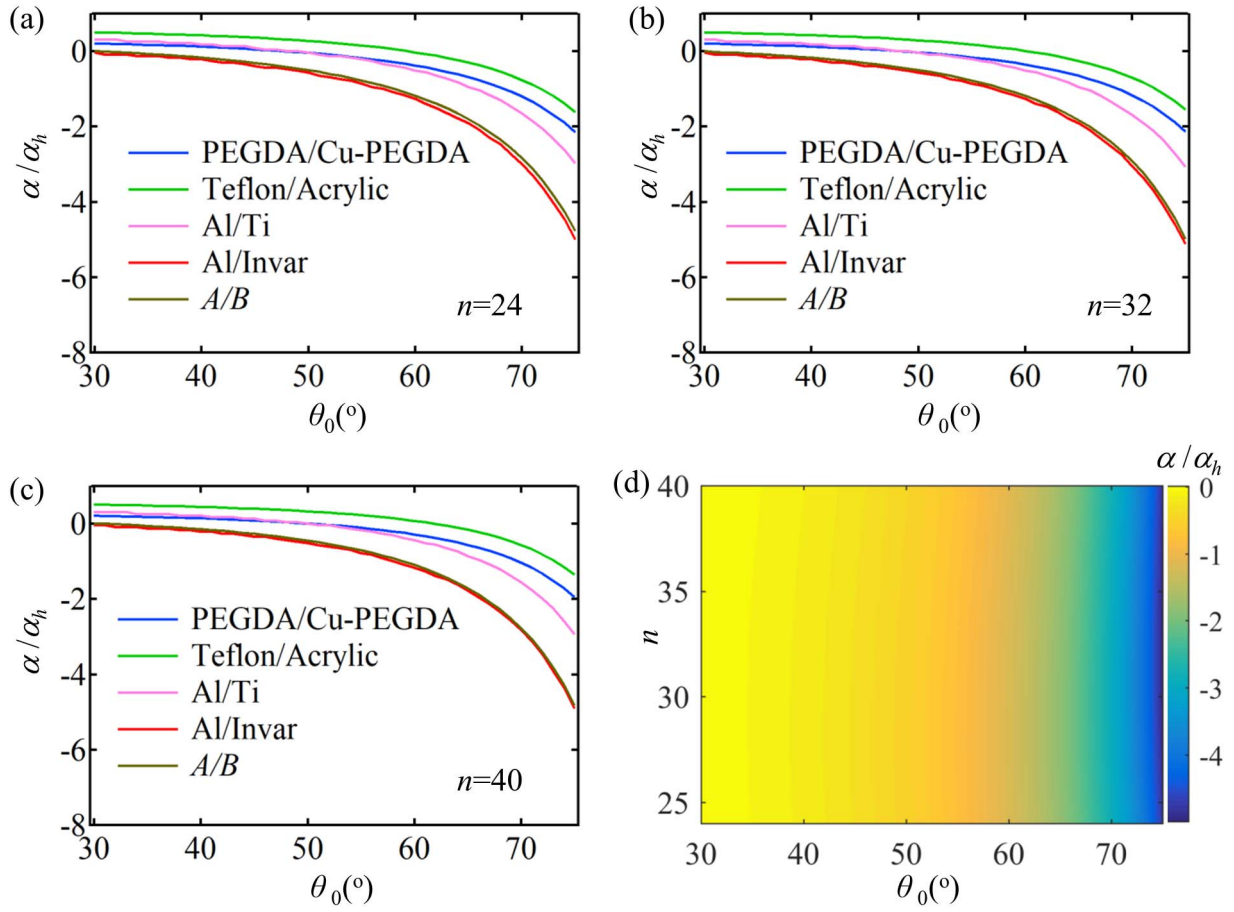 (a)
0
-2
-4
-6
-8
α/αh
PEGDA/Cu-PEGDA
Teflon/Acrylic
Al/Ti
Al/Invar
A/B
n=24
30 40 50 60 70
θ0(o)
(b)
0
-2
-4
-6
-8
α/αh
PEGDA/Cu-PEGDA
Teflon/Acrylic
Al/Ti
Al/Invar
A/B
n=32
30 40 50 60 70
θ0(o)
(c)
0
-2
-4
-6
-8
α/αh
PEGDA/Cu-PEGDA
Teflon/Acrylic
Al/Ti
Al/Invar
A/B
n=40
30 40 50 60 70
θ0(o)
(d)
α/αh
40
35
30
25
n
0
-1
-2
-3
-4
30 40 50 60 70
θ0(o)